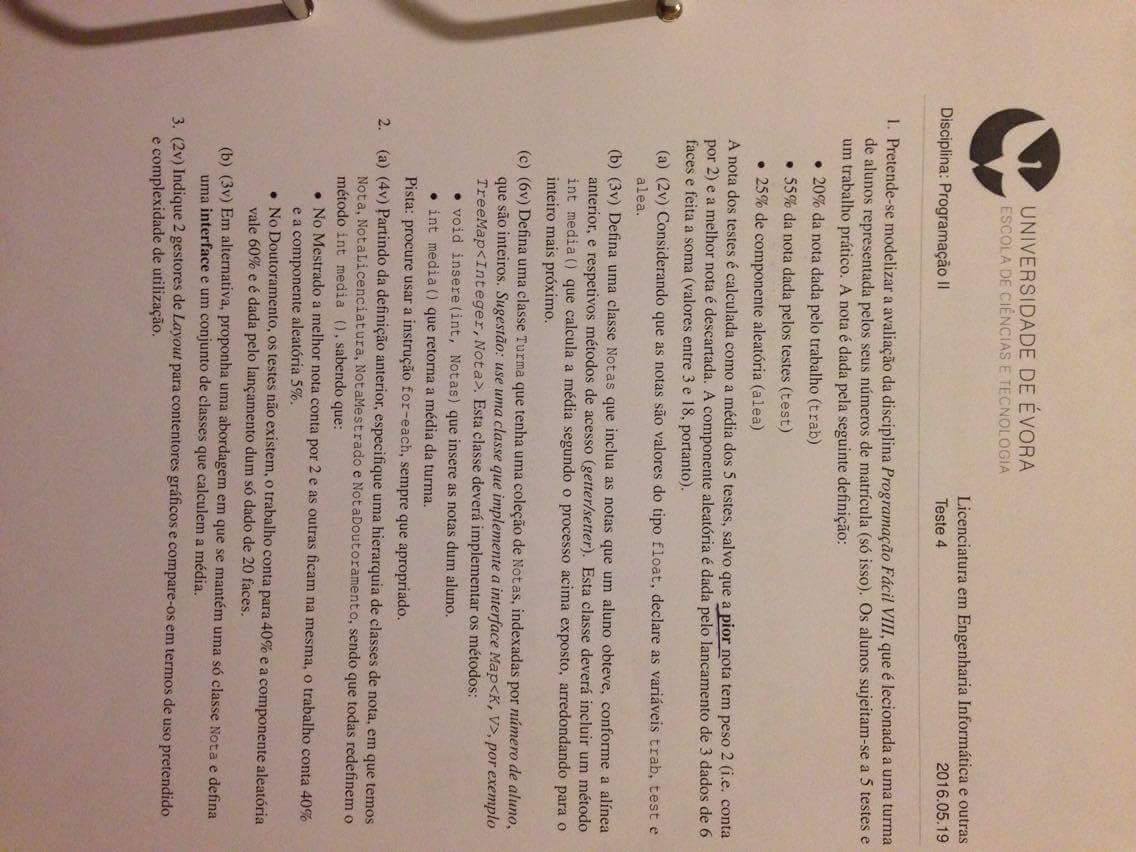 UNIVERSIDADE DE ÉVORA
ESCOLA DE CIÊNCIAS E TECNOLOGIA
Licenciatura em Engenharia Informática e outras
Disciplina: Programação II Teste 4 2016.05.19
1. Pretende-se modelizar a avaliação da disciplina Programação Fácil VIII, que é lecionada a uma turma
de alunos representada pelos seus números de matrícula (só isso). Os alunos sujeitam-se a 5 testes e
um trabalho prático. A nota é dada pela seguinte definição:
• 20% da nota dada pelo trabalho (trab)
• 55% da nota dada pelos testes (test)
• 25% de componente aleatória (alea)
A nota dos testes é calculada como a média dos 5 testes, salvo que a pior nota tem peso 2 (i.e. conta
por 2) e a melhor nota é descartada. A componente aleatória é dada pelo lancamento de 3 dados de 6
faces e feita a soma (valores entre 3 e 18, portanto).
(a) (2v) Considerando que as notas são valores do tipo float, declare as variáveis trab, test e
alea.
(b) (3v) Defina uma classe Notas que inclua as notas que um aluno obteve, conforme a alínea
anterior, e respetivos métodos de acesso (getter/setter). Esta classe deverá incluir um método
int media() que calcula a média segundo o processo acima exposto, arredondando para o
inteiro mais próximo.
(c) (6v) Defina uma classe Turma que tenha uma coleção de Notas, indexadas por número de aluno,
que são inteiros. Sugestão: use uma classe que implemente a interface Map<K, V>, por exemplo
TreeMap<Integer,Nota>. Esta classe deverá implementar os métodos:
• void insere(int, Notas) que insere as notas dum aluno.
• int media() que retorna a média da turma.
Pista: procure usar a instrução for-each, sempre que apropriado.
2. (a) (4v) Partindo da definição anterior, especifique uma hierarquia de classes de nota, em que temos
Nota, NotaLicenciatura, NotaMestrado e NotaDoutoramento, sendo que todas redefinem o
método int media (), sabendo que:
• No Mestrado a melhor nota conta por 2 e as outras ficam na mesma, o trabalho conta 40%
e a componente aleatória 5%.
• No Doutoramento, os testes não existem, o trabalho conta para 40% e a componente aleatória
vale 60% e é dada pelo lançamento dum só dado de 20 faces.
(b) (3v) Em alternativa, proponha uma abordagem em que se mantém uma só classe Nota e defina
uma interface e um conjunto de classes que calculem a média.
3. (2v) Indique 2 gestores de Layout para contentores gráficos e compare-os em termos de uso pretendido
e complexidade de utilização.